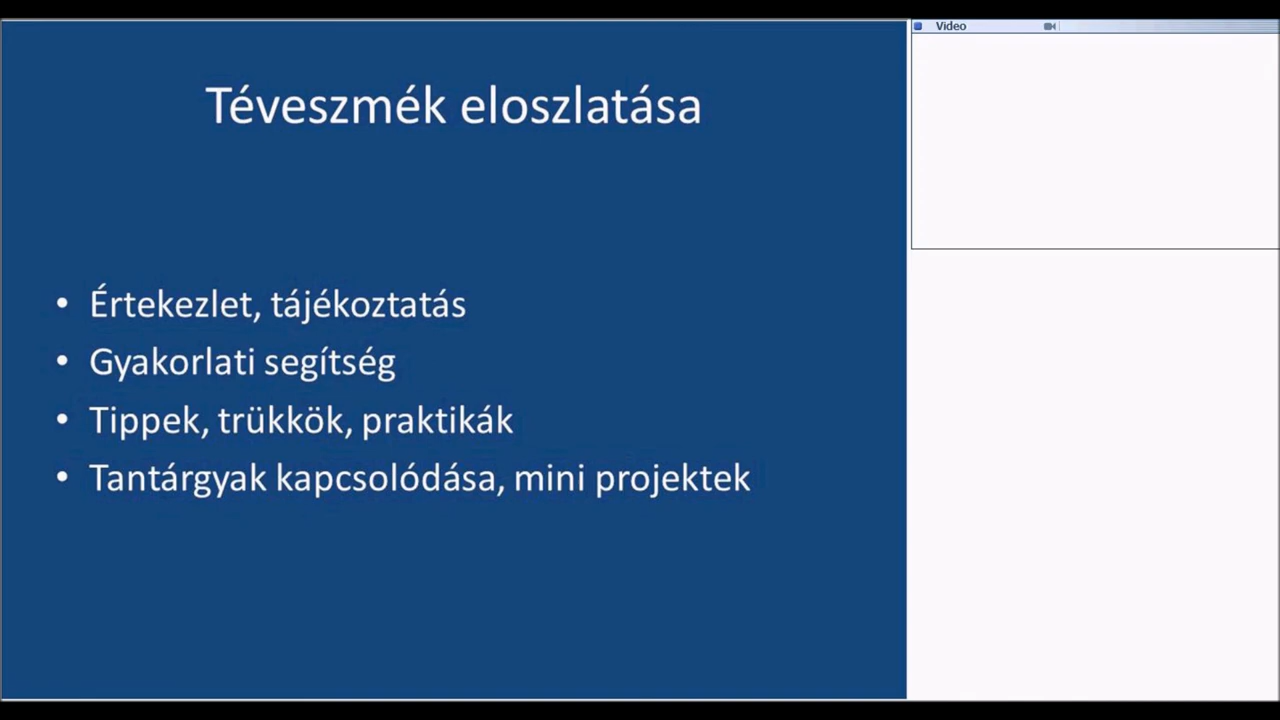 Téveszmék eloszlatása
• Értekezlet, tájékoztatás
• Gyakorlati segítség
• Tippek, trükkök, praktikák
• Tantárgyak kapcsolódása, mini projektek
Video